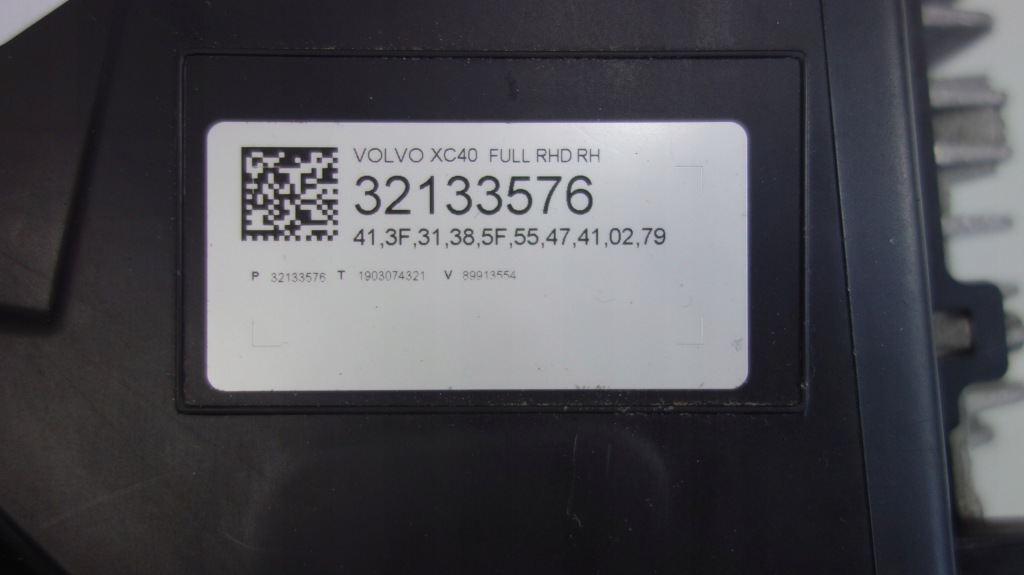 VOLVO XC40 FULL RHD RH
32133576
41,3F,31,38,5F,55,47,41,02,79
P 32133576 T 1903074321 V 89913554